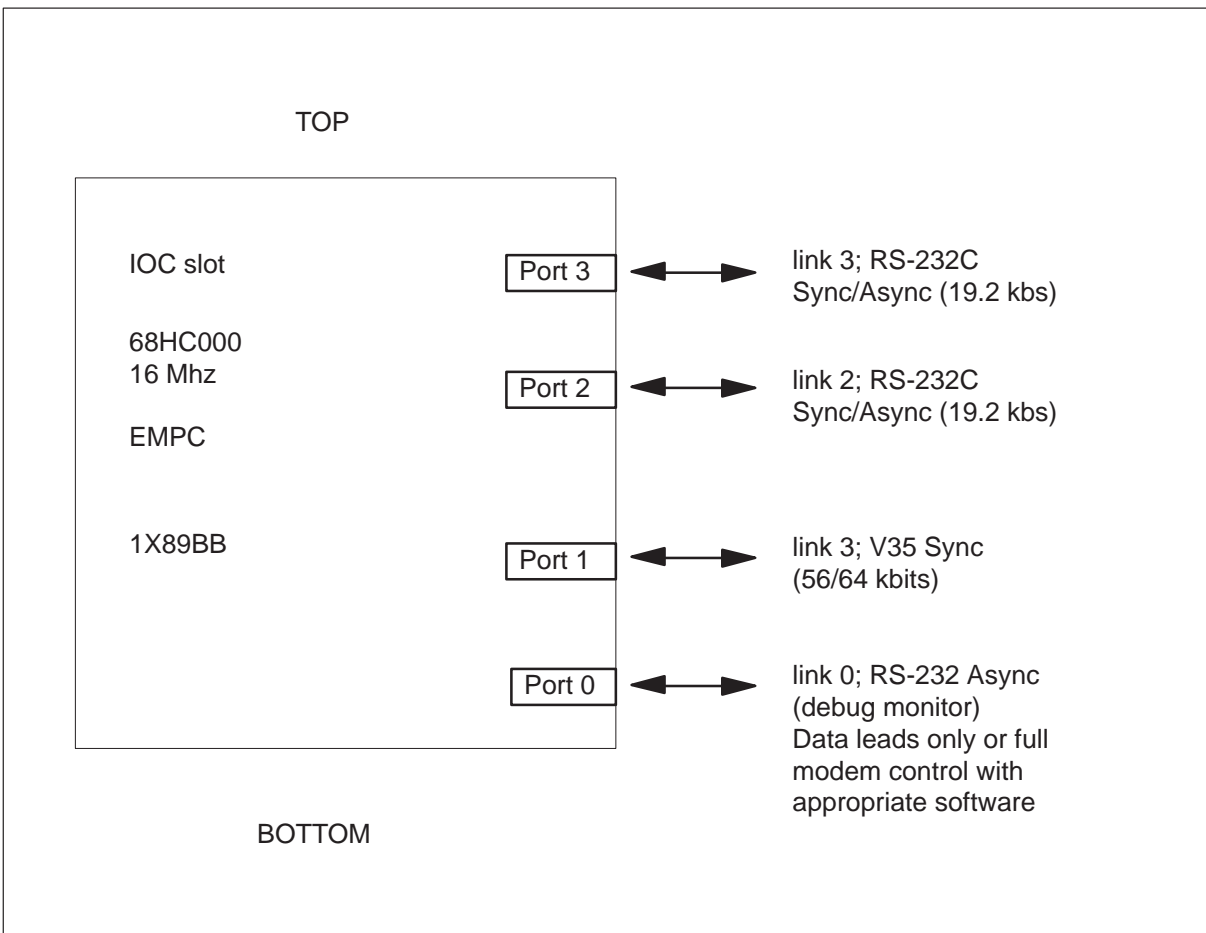 TOP
IOC slot
68HC000
16 Mhz
EMPC
1X89BB
Port 3
link 3; RS-232C
Sync/Async (19.2 kbs)
Port 2
link 2; RS-232C
Sync/Async (19.2 kbs)
Port 1
link 3; V35 Sync
(56/64 kbits)
Port 0
link 0; RS-232 Async
(debug monitor)
Data leads only or full
modem control with
appropriate software
BOTTOM